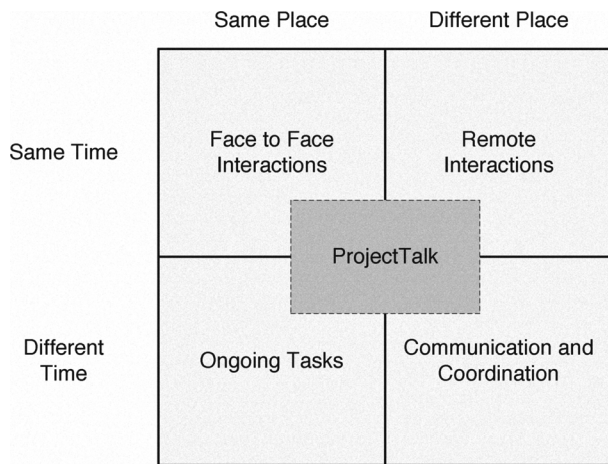 Same Place
Different Place
Same Time
Face to Face
Interactions
Remote
Interactions
ProjectTalk
Different
Time
Ongoing Tasks
Communication and
Coordination